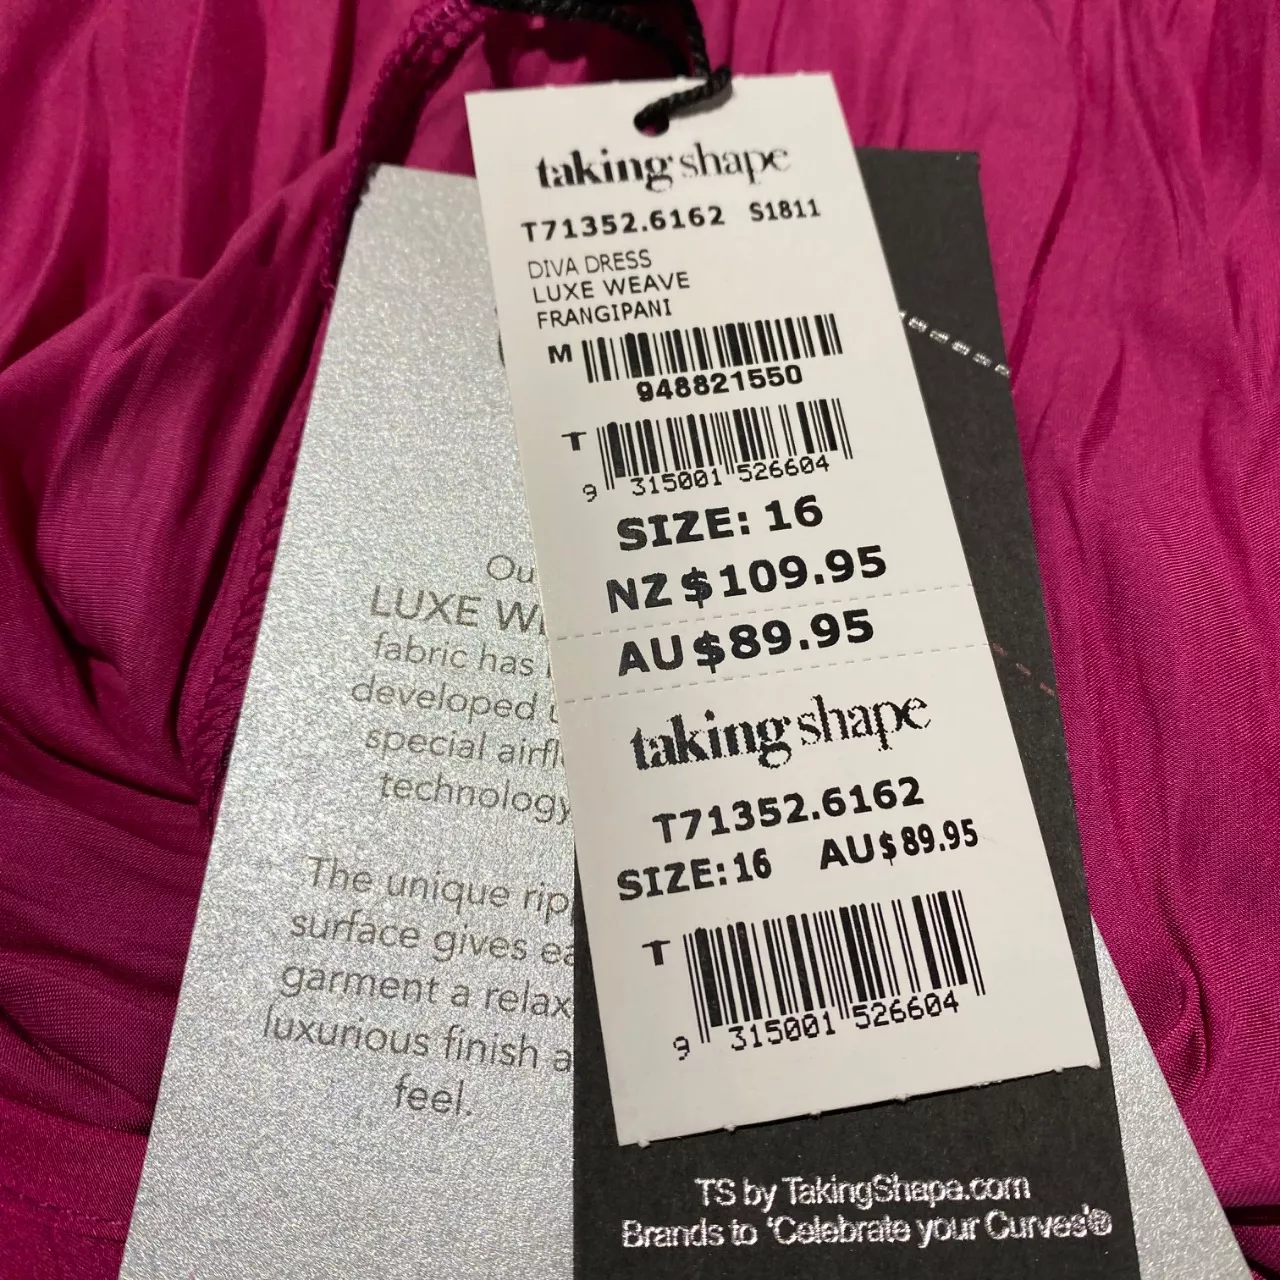 taking shape
T71352.6162 S1811
DIVA DRESS
LUXE WEAVE
FRANGIPANI
M
948821550
T
9 315001 526604
SIZE: 16
NZ $109.95
AU $89.95
taking shape
T71352.6162
SIZE: 16 AU $89.95
T
9 315001 526604
LUXE
fabric has
developed
special
technology
The unique
surface gives
garment a
luxurious finish
feel.
TS by TakingShape.com
Brands to 'Celebrate your Curves'®